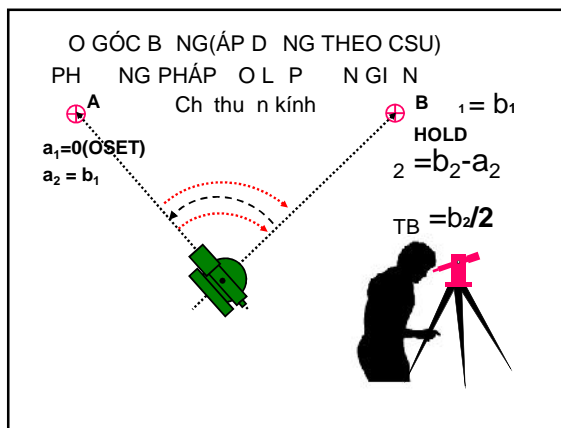 O GÓC B NG(ÁP D NG THEO CSU)
PH NG PHÁP O L P N GI N
A
Ch thu n kính
B
1 = b1
a1=0(OSET)
HOLD
a2 = b1
2 =b2-a2
TB =b2/2